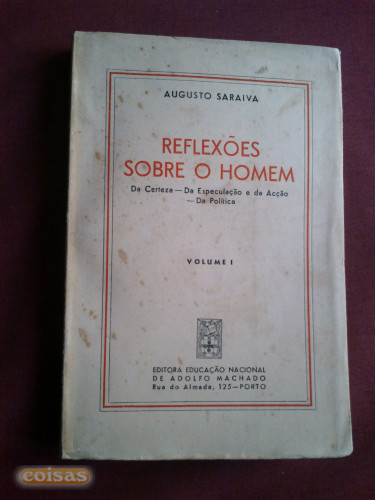 AUGUSTO SARAIVA
REFLEXÕES
SOBRE O HOMEM
Da Certeza — Da Especulação e da Acção
— Da Política
VOLUME I
EDITORA EDUCAÇÃO NACIONAL
DE ADOLFO MACHADO
Rua do Almada, 125 — PORTO
coisas